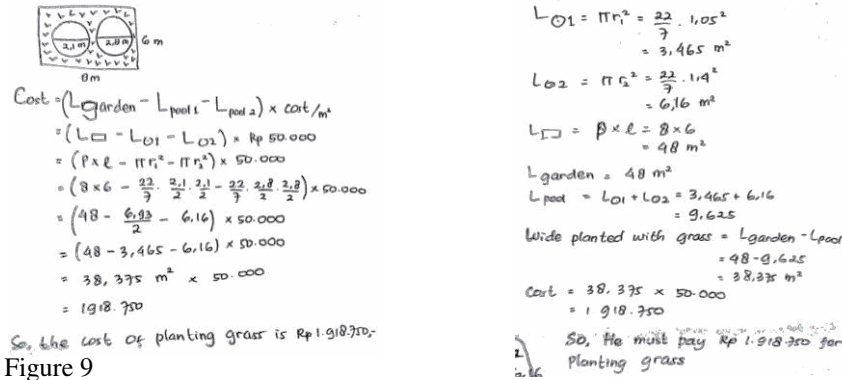 2,1 m 2,8 m 6 m
8m
Cost = (Lgarden - Lpool 1 - Lpool 2) x cost/m²
= (L□ - L○1 - L○2) x Rp 50.000
= (P x l - πr₁² - πr₂²) x 50.000
= (8 x 6 - 22/7 . 2,1/2 . 2,1/2 - 22/7 . 2,8/2 . 2,8/2) x 50.000
= (48 - 6,93/2 - 6,16) x 50.000
= (48 - 3,465 - 6,16) x 50.000
= 38,375 m² x 50.000
= 1918.750
So, the cost of planting grass is Rp 1.918.750,-
L○1 = πr₁² = 22/7 . 1,05²
= 3,465 m²
L○2 = πr₂² = 22/7 . 1,4²
= 6,16 m²
L□ = P x l = 8 x 6
= 48 m²
L garden = 48 m²
L pool = L○1 + L○2 = 3,465 + 6,16
= 9,625
Wide planted with grass = Lgarden - Lpool
= 48 - 9,625
= 38,375 m²
Cost = 38.375 x 50.000
= 1 918.750
So, He must pay Rp 1.918.750 for
Planting grass
Figure 9